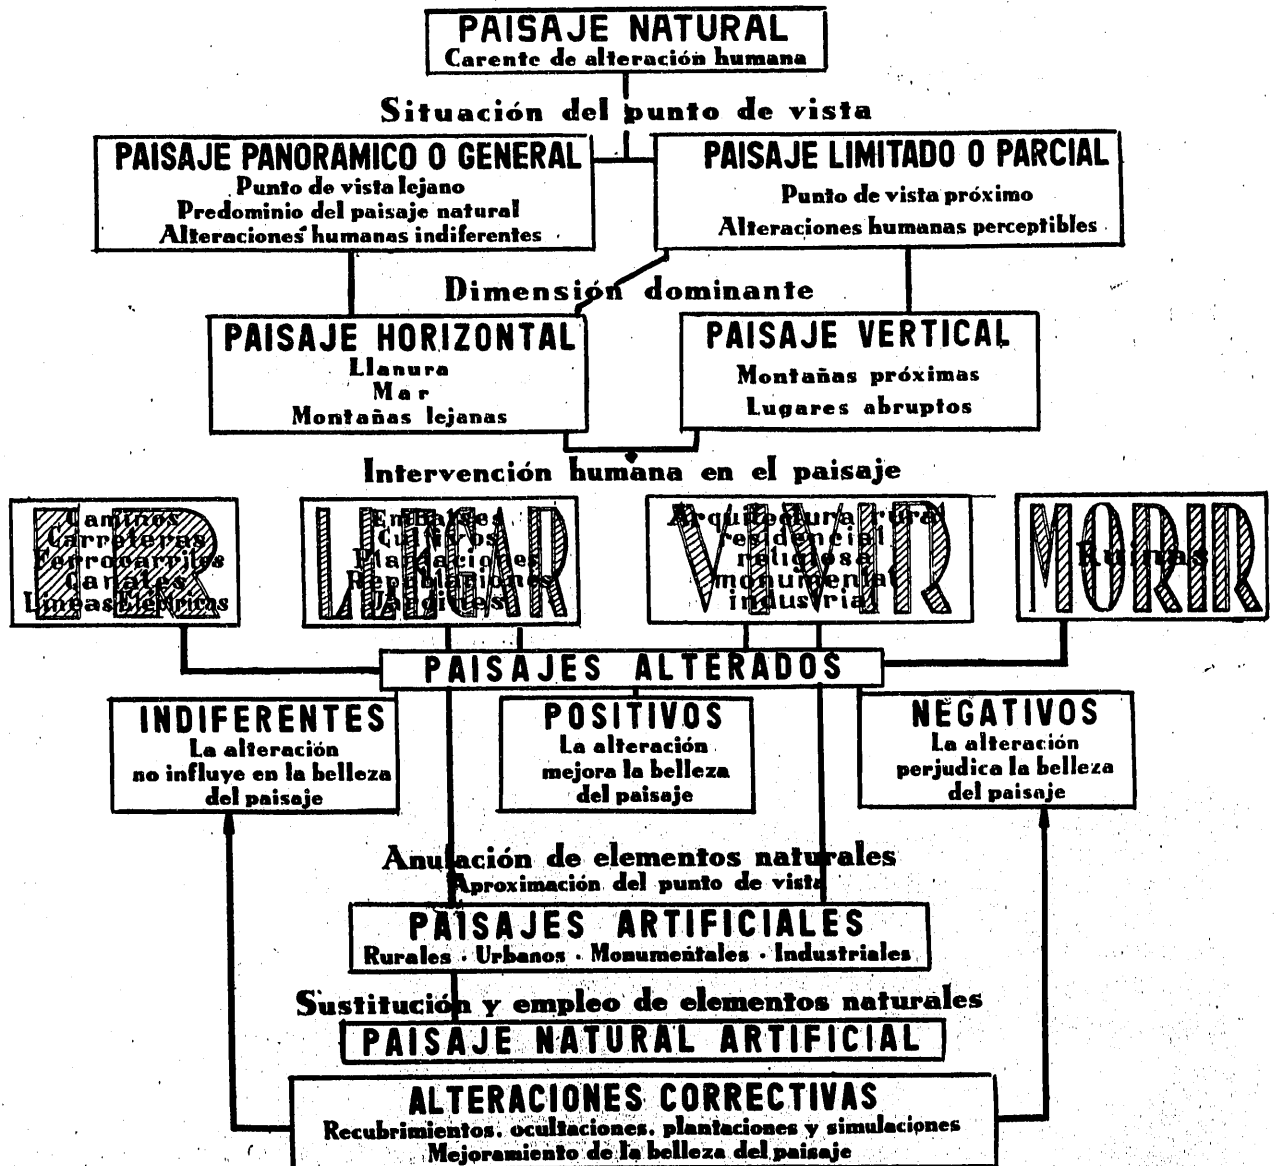 PAISAJE NATURAL
Carente de alteración humana
Situación del punto de vista
PAISAJE PANORAMICO O GENERAL
Punto de vista lejano
Predominio del paisaje natural
Alteraciones humanas indiferentes
PAISAJE LIMITADO O PARCIAL
Punto de vista próximo
Alteraciones humanas perceptibles
Dimensión dominante
PAISAJE HORIZONTAL
Llanura
Mar
Montañas lejanas
PAISAJE VERTICAL
Montañas próximas
Lugares abruptos
Intervención humana en el paisaje
Caminos
Carreteras
Ferrocarriles
Canales
Lineas Eléctricas
Embalses
Cultivos
Plantaciones
Repoblaciones
Jardines
VIVIR
Arquitectura rural
residencial
religiosa
monumental
industrial
MORIR
Ruinas
PAISAJES ALTERADOS
INDIFERENTES
La alteración
no influye en la belleza
del paisaje
POSITIVOS
La alteración
mejora la belleza
del paisaje
NEGATIVOS
La alteración
perjudica la belleza
del paisaje
Anulación de elementos naturales
Aproximación del punto de vista
PAISAJES ARTIFICIALES
Rurales · Urbanos · Monumentales · Industriales
Sustitución y empleo de elementos naturales
PAISAJE NATURAL ARTIFICIAL
ALTERACIONES CORRECTIVAS
Recubrimientos, ocultaciones, plantaciones y simulaciones
Mejoramiento de la belleza del paisaje